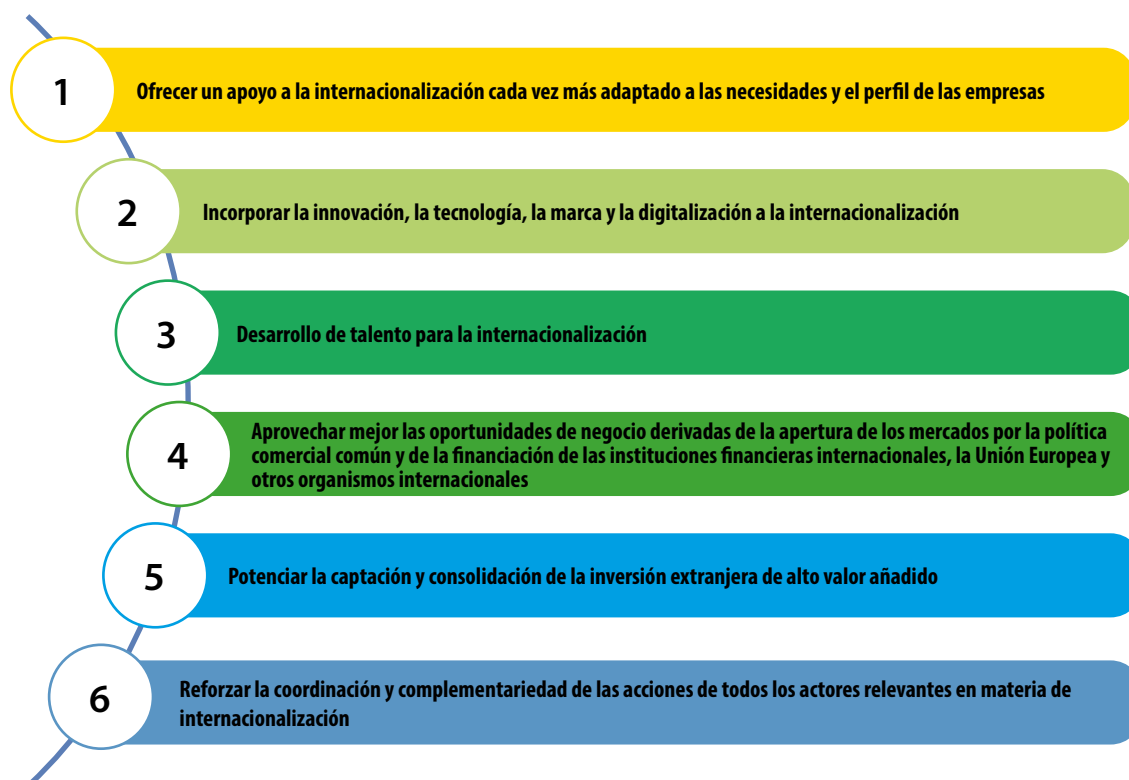 1
Ofrecer un apoyo a la internacionalización cada vez más adaptado a las necesidades y el perfil de las empresas
2
Incorporar la innovación, la tecnología, la marca y la digitalización a la internacionalización
3
Desarrollo de talento para la internacionalización
4
Aprovechar mejor las oportunidades de negocio derivadas de la apertura de los mercados por la política
comercial común y de la financiación de las instituciones financieras internacionales, la Unión Europea y
otros organismos internacionales
5
Potenciar la captación y consolidación de la inversión extranjera de alto valor añadido
6
Reforzar la coordinación y complementariedad de las acciones de todos los actores relevantes en materia de
internacionalización